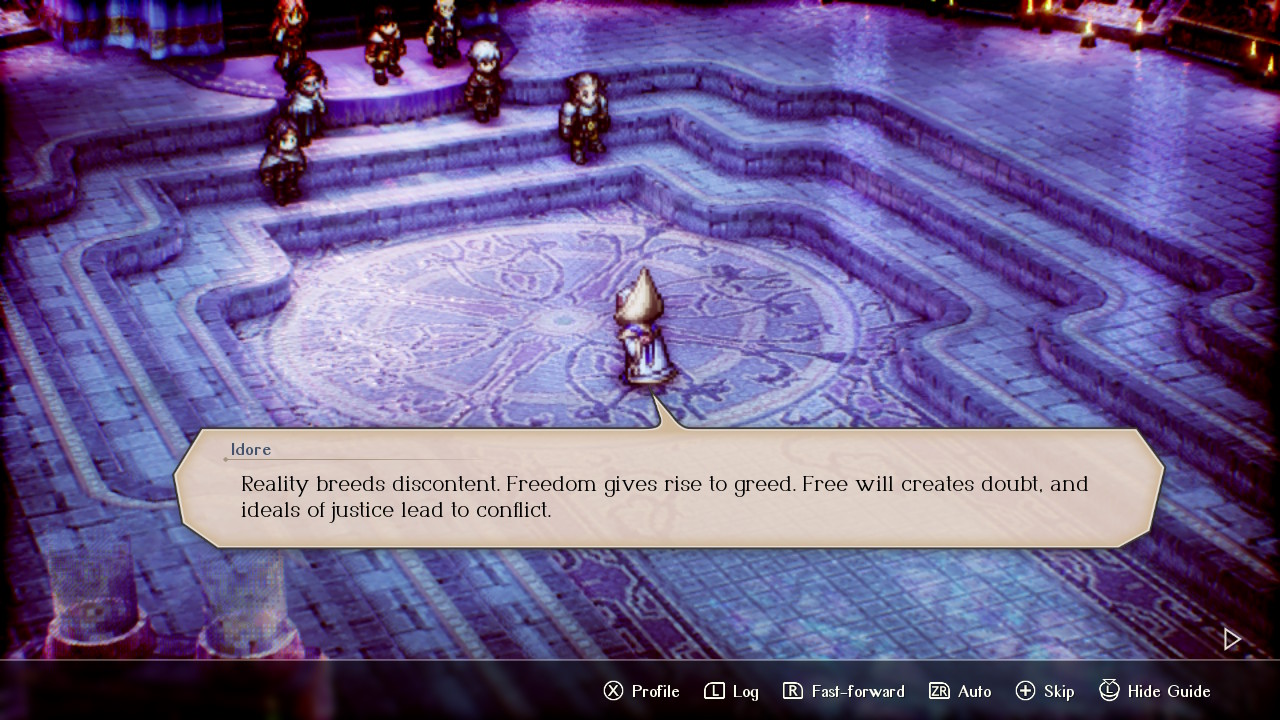 Idore
Reality breeds discontent. Freedom gives rise to greed. Free will creates doubt, and
ideals of justice lead to conflict.
X Profile L Log R Fast-forward ZR Auto + Skip L Hide Guide